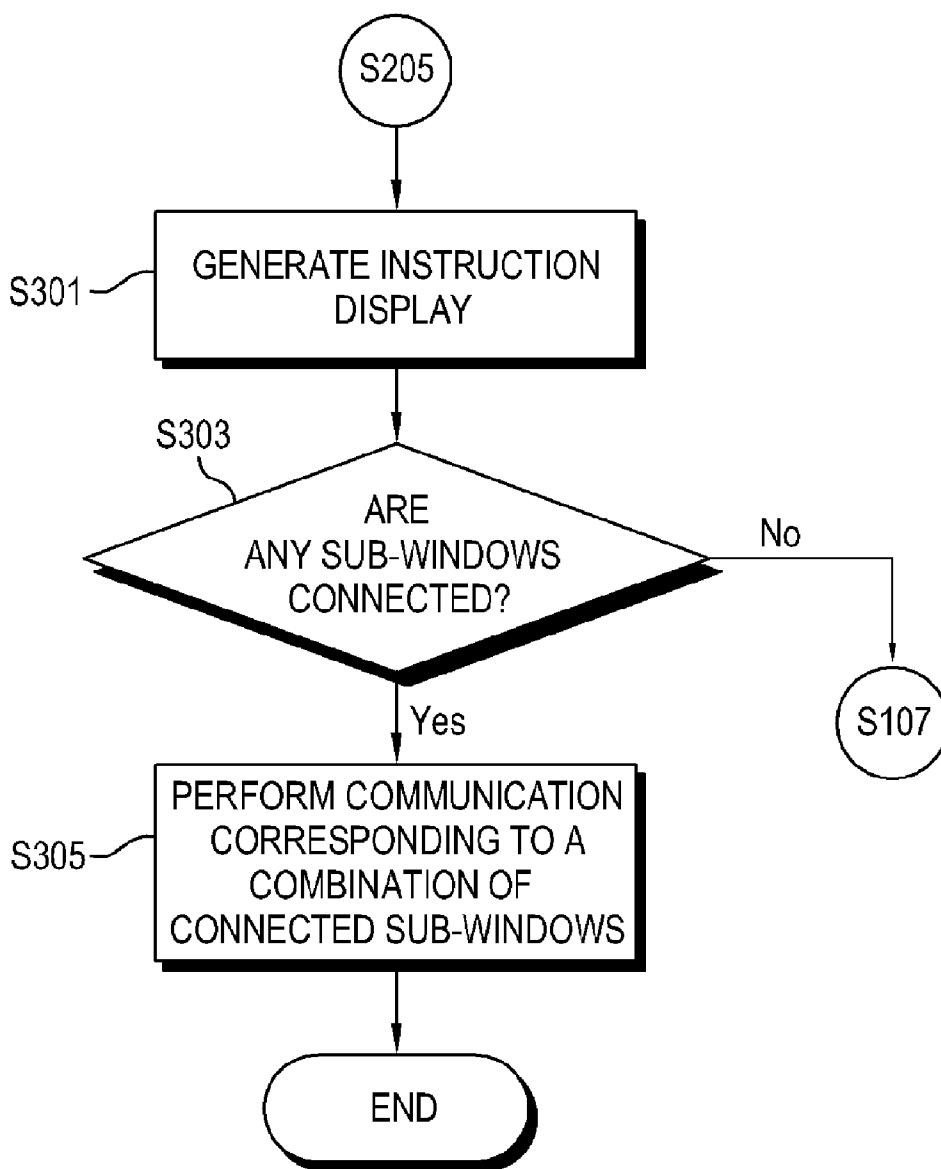 S205
S301
GENERATE INSTRUCTION
DISPLAY
S303
ARE
ANY SUB-WINDOWS
CONNECTED?
No
S107
Yes
S305
PERFORM COMMUNICATION
CORRESPONDING TO A
COMBINATION OF
CONNECTED SUB-WINDOWS
END